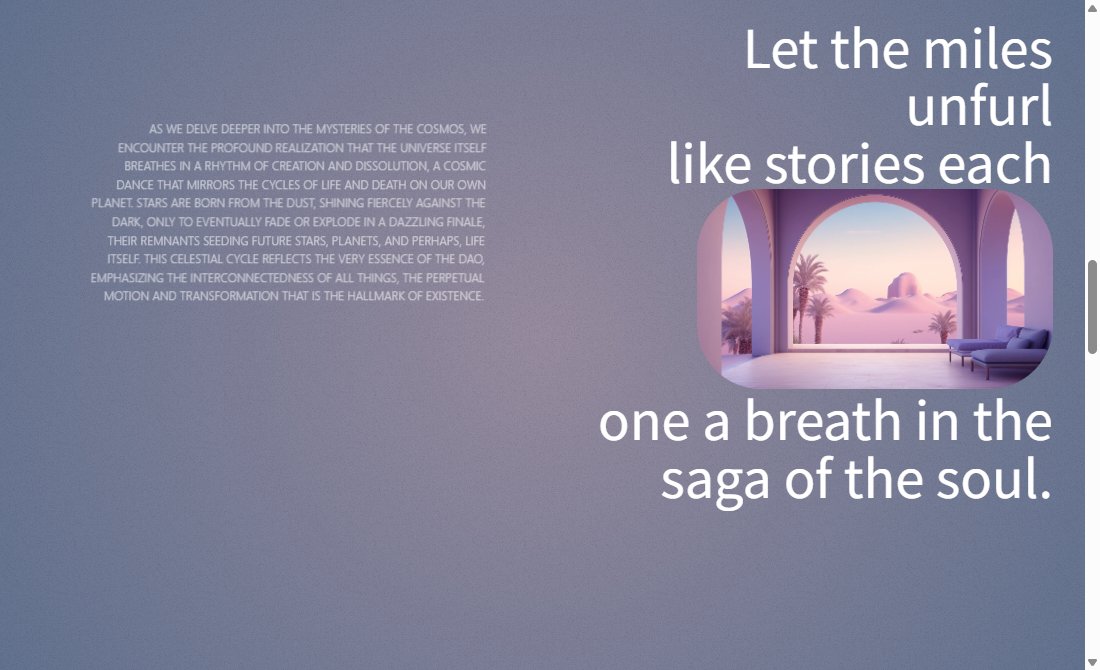 AS WE DELVE DEEPER INTO THE MYSTERIES OF THE COSMOS, WE
ENCOUNTER THE PROFOUND REALIZATION THAT THE UNIVERSE ITSELF
BREATHES IN A RHYTHM OF CREATION AND DISSOLUTION, A COSMIC
DANCE THAT MIRRORS THE CYCLES OF LIFE AND DEATH ON OUR OWN
PLANET. STARS ARE BORN FROM THE DUST, SHINING FIERCELY AGAINST THE
DARK, ONLY TO EVENTUALLY FADE OR EXPLODE IN A DAZZLING FINALE,
THEIR REMNANTS SEEDING FUTURE STARS, PLANETS, AND PERHAPS, LIFE
ITSELF. THIS CELESTIAL CYCLE REFLECTS THE VERY ESSENCE OF THE DAO,
EMPHASIZING THE INTERCONNECTEDNESS OF ALL THINGS, THE PERPETUAL
MOTION AND TRANSFORMATION THAT IS THE HALLMARK OF EXISTENCE.
Let the miles
unfurl
like stories each
one a breath in the
saga of the soul.